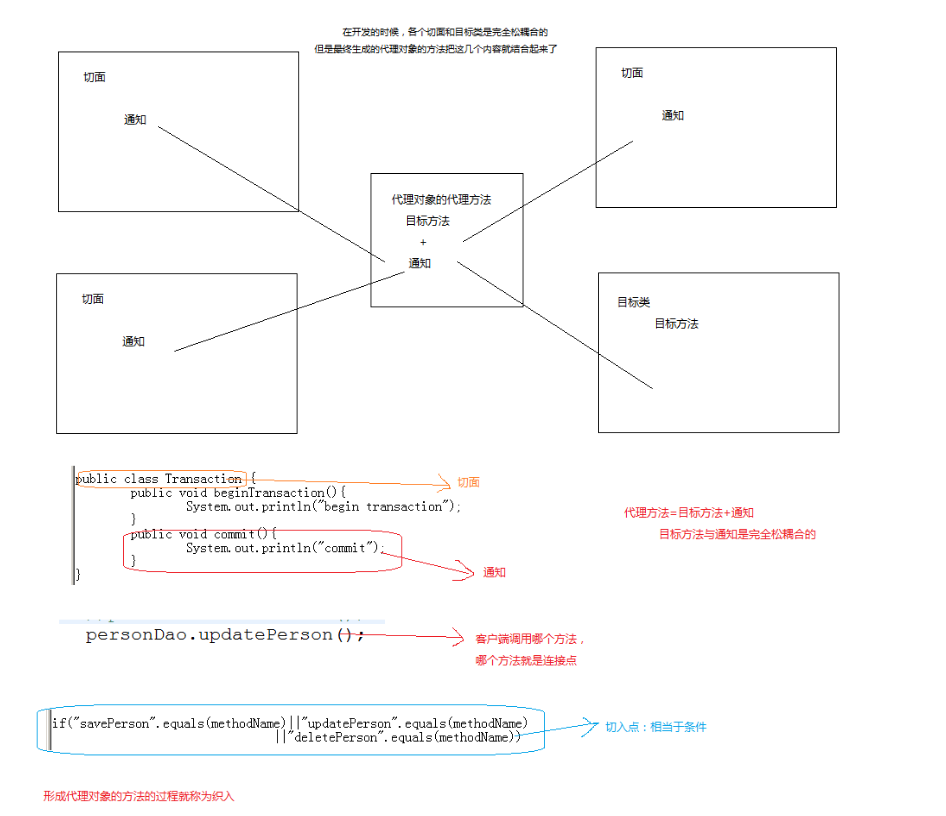 在开发的时候，各个切面和目标类是完全松耦合的
但是最终生成的代理对象的方法把这几个内容就结合起来了
切面
通知
切面
通知
代理对象的代理方法
目标方法
+
通知
切面
通知
目标类
目标方法
public class Transaction {
public void beginTransaction(){
System.out.println("begin transaction");
}
public void commit(){
System.out.println("commit");
}
}
切面
通知
代理方法=目标方法+通知
目标方法与通知是完全松耦合的
personDao.updatePerson();
客户端调用哪个方法，
哪个方法就是连接点
if("savePerson".equals(methodName)||"updatePerson".equals(methodName)
||"deletePerson".equals(methodName))
切入点：相当于条件
形成代理对象的方法的过程就称为织入